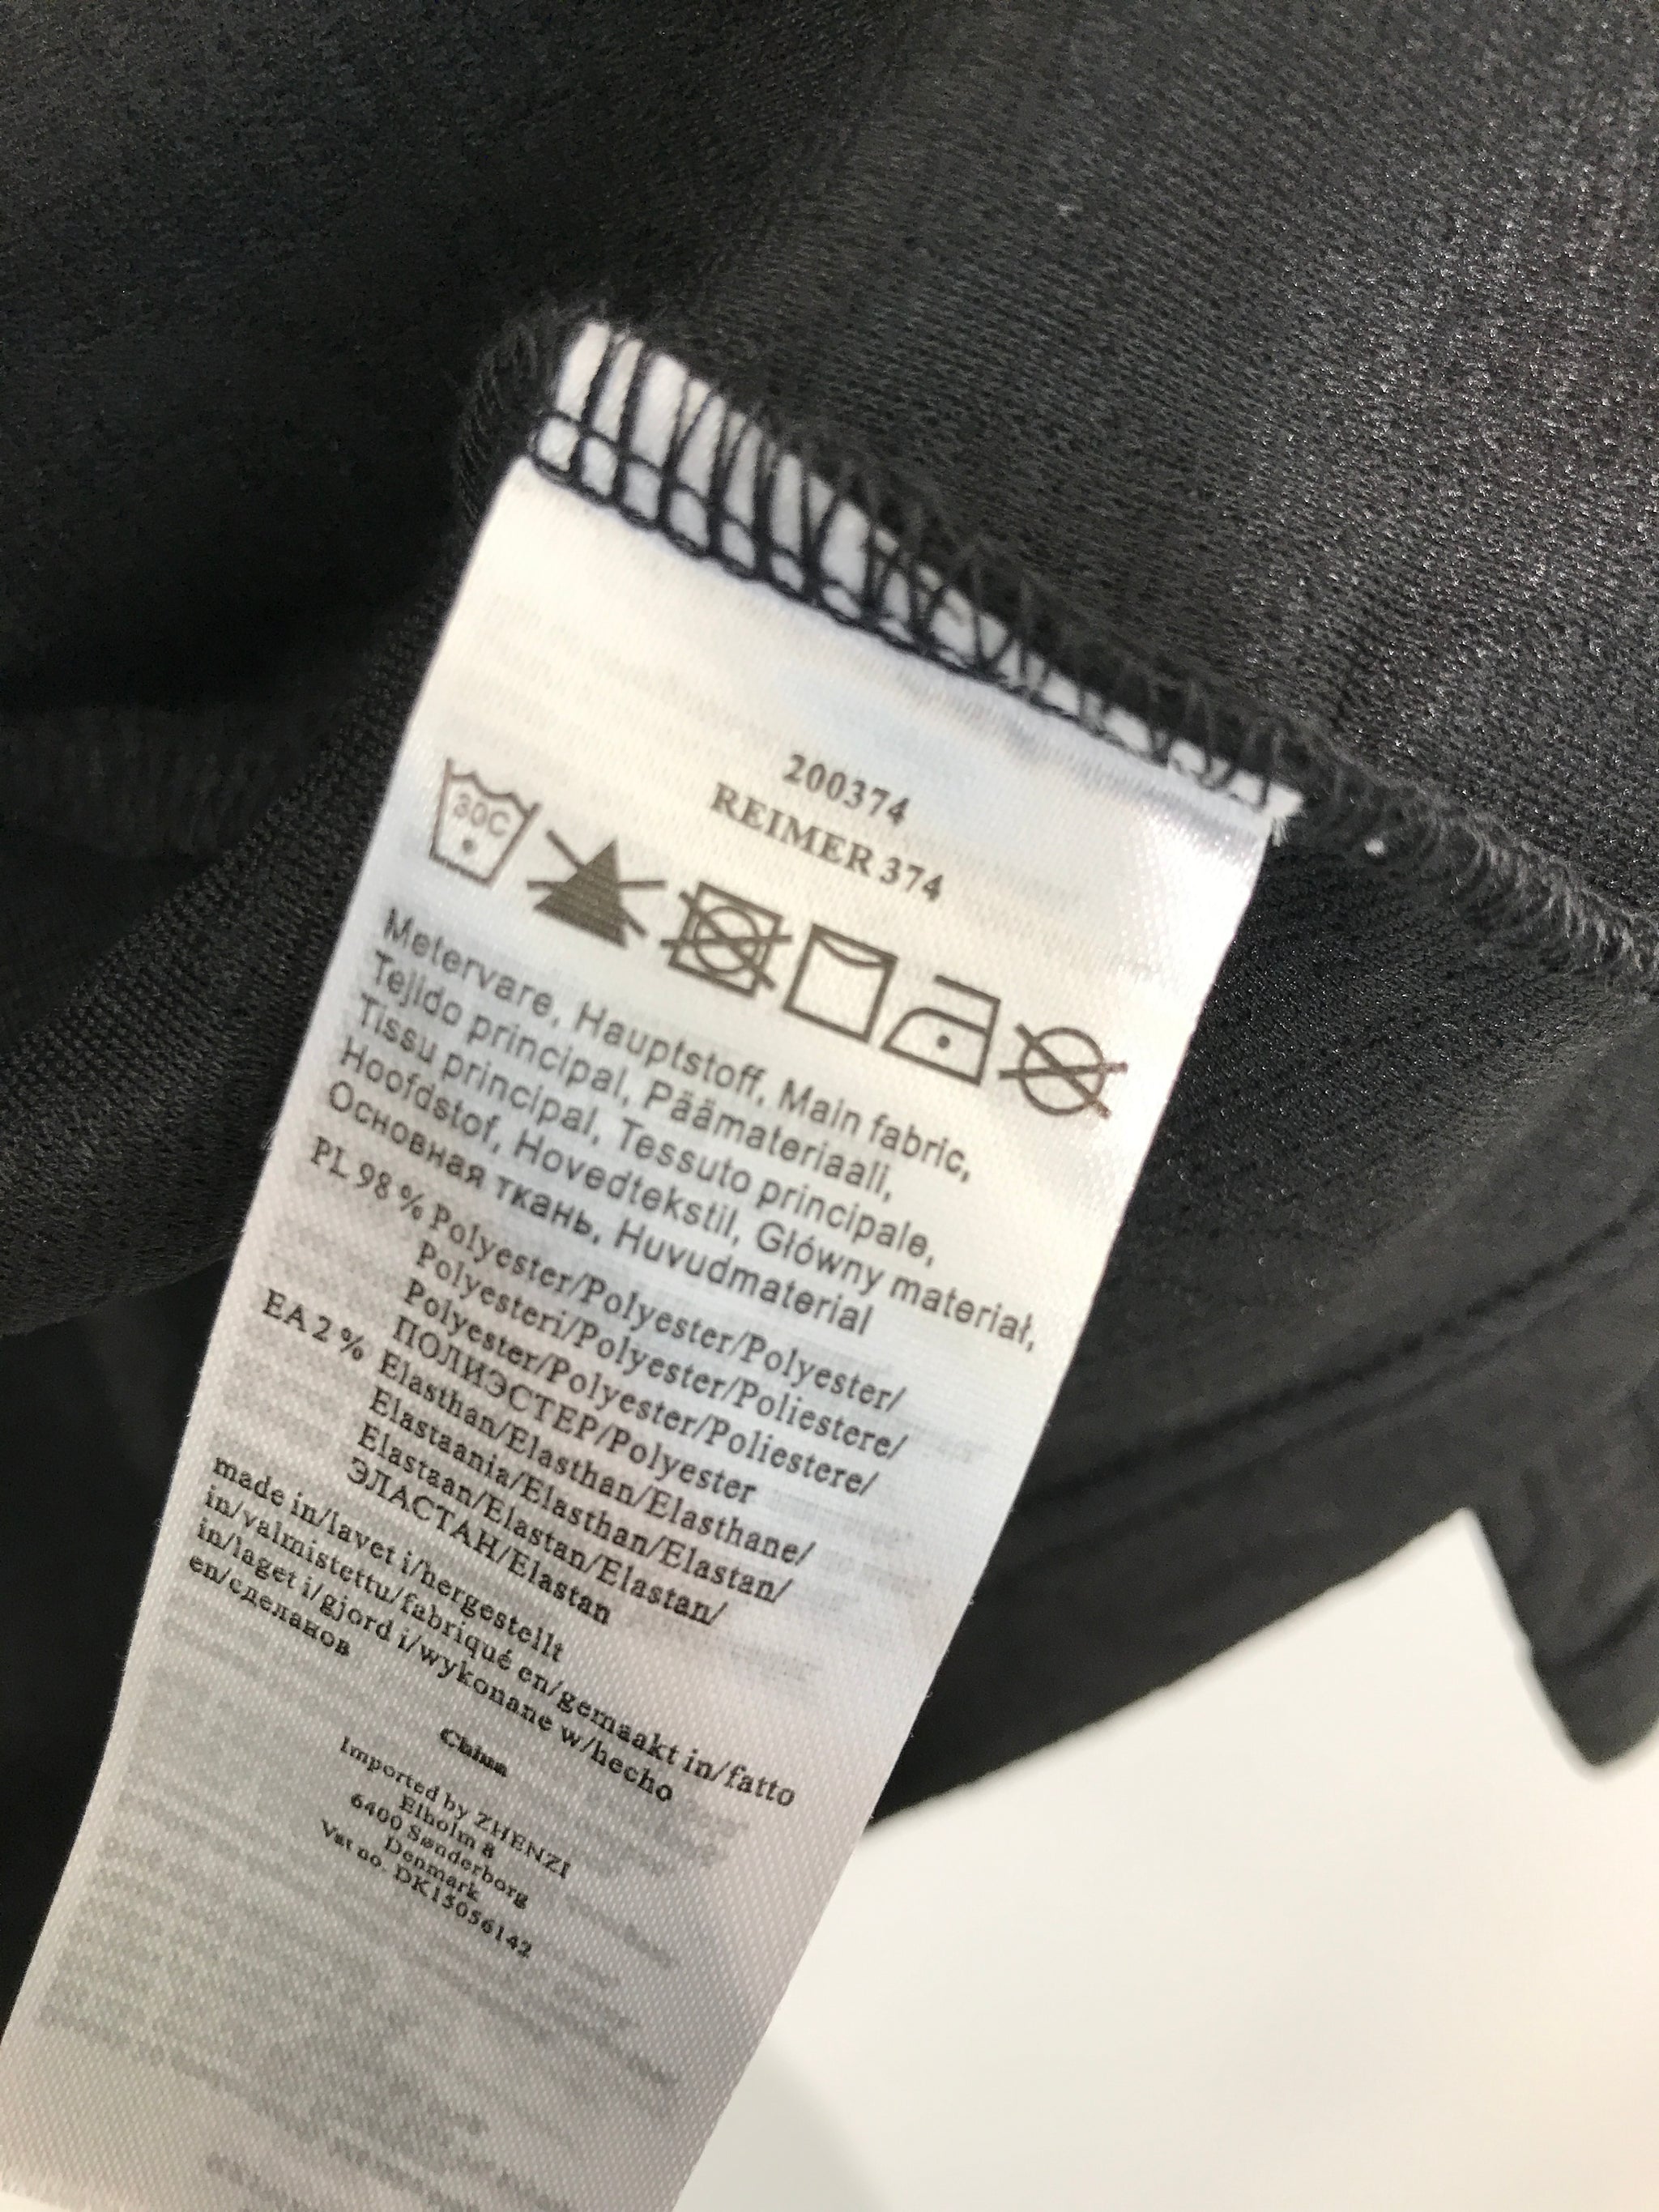 200374
REIMER 374
30C
Metervare, Hauptstoff, Main fabric,
Tejido principal, Päämateriaali,
Tissu principal, Tessuto principale,
Hoofdstof, Hovedtekstil, Główny materiał,
Основная ткань, Huvudmaterial
PL 98 % Polyester/Polyester/Polyester/
Polyesteri/Polyester/Poliestere/
Polyester/Polyester/Poliestere/
ПОЛИЭСТЕР/Polyester
EA 2 % Elasthan/Elasthan/Elasthane/
Elastaania/Elasthan/Elastan/
Elastaan/Elastan/Elastan/
ЭЛАСТАН/Elastan
made in/lavet i/hergestellt
in/valmistettu/fabriqué en/gemaakt in/fatto
in/laget i/gjord i/wykonane w/hecho
en/сделанов
China
Imported by ZHENZI
Elholm 8
6400 Sønderborg
Denmark
Vat no. DK15056142